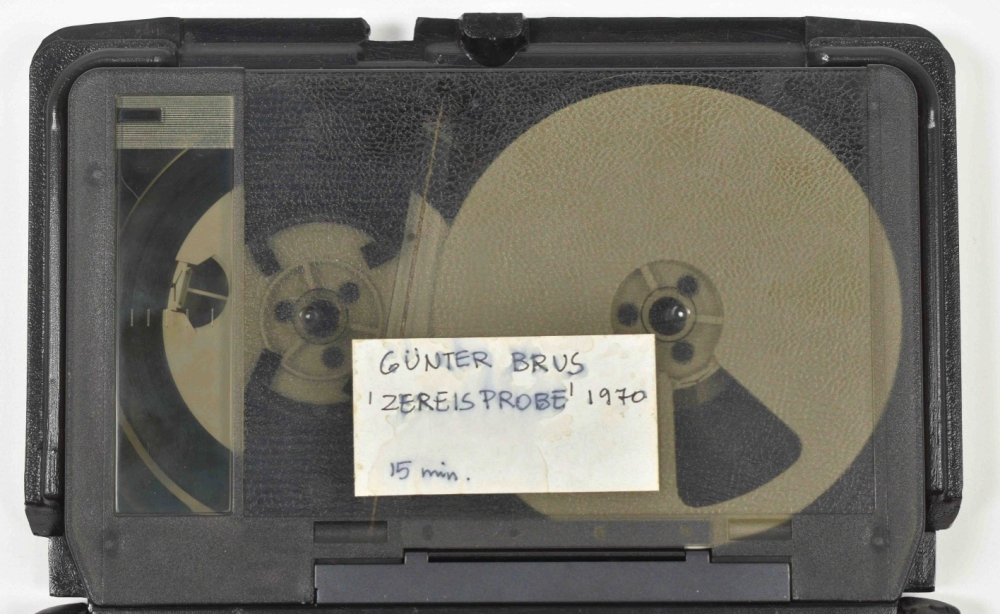 GÜNTER BRUS
'ZEREISPROBE' 1970
15 min.